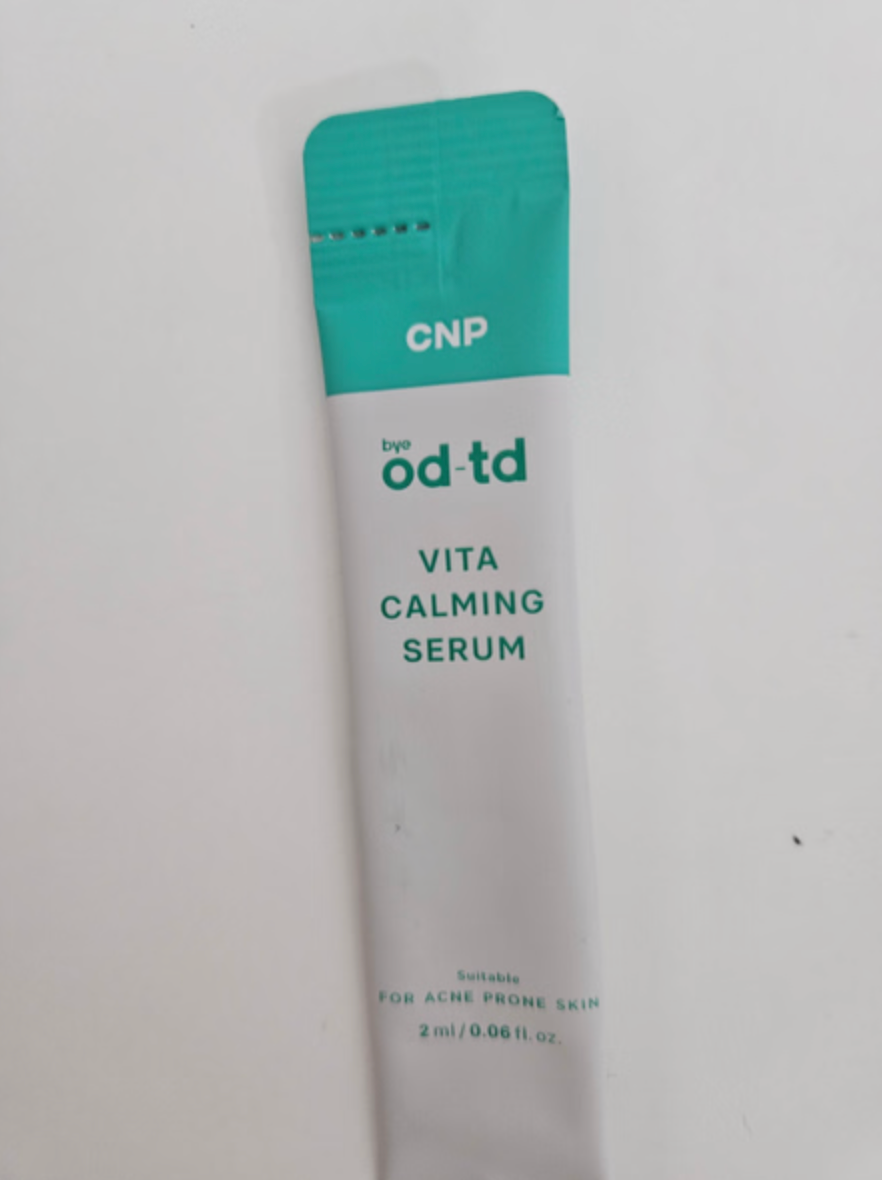 CNP
bye
od-td
VITA
CALMING
SERUM
Suitable
FOR ACNE PRONE SKIN
2 ml / 0.06 fl. oz.